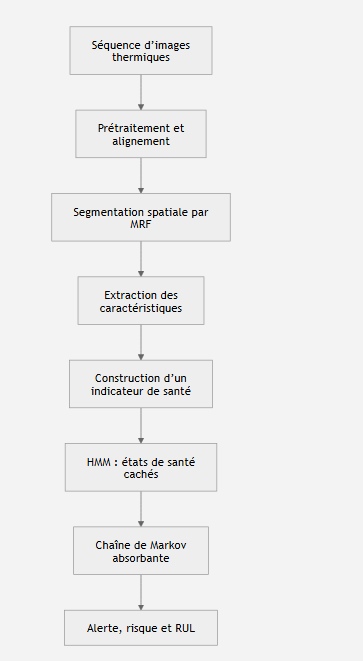 Séquence d’images
thermiques
Prétraitement et
alignement
Segmentation spatiale par
MRF
Extraction des
caractéristiques
Construction d’un
indicateur de santé
HMM : états de santé
cachés
Chaîne de Markov
absorbante
Alerte, risque et RUL